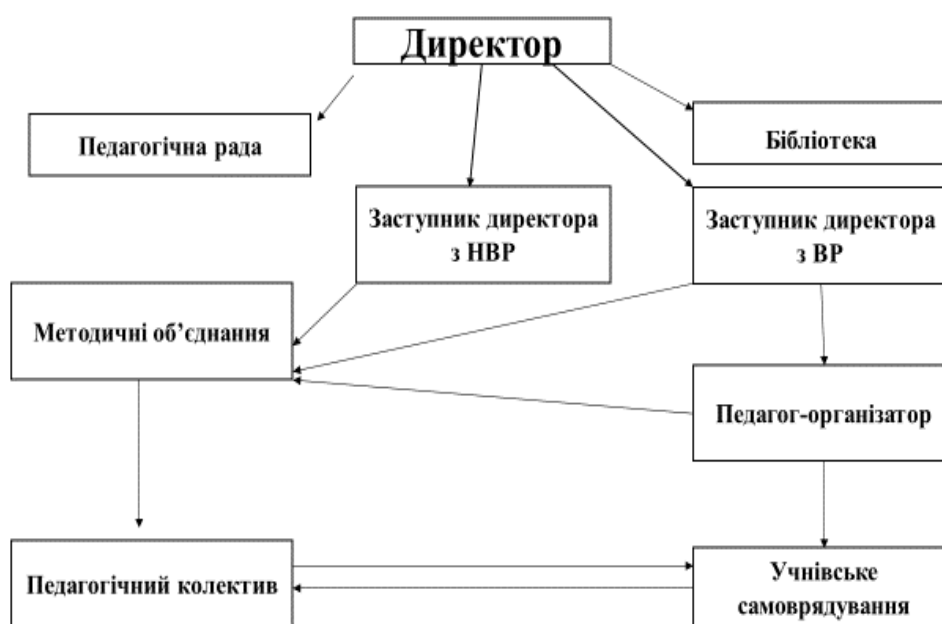 Директор
Педагогічна рада
Бібліотека
Заступник директора
з НВР
Заступник директора
з ВР
Методичні об’єднання
Педагог-організатор
Педагогічний колектив
Учнівське
самоврядування